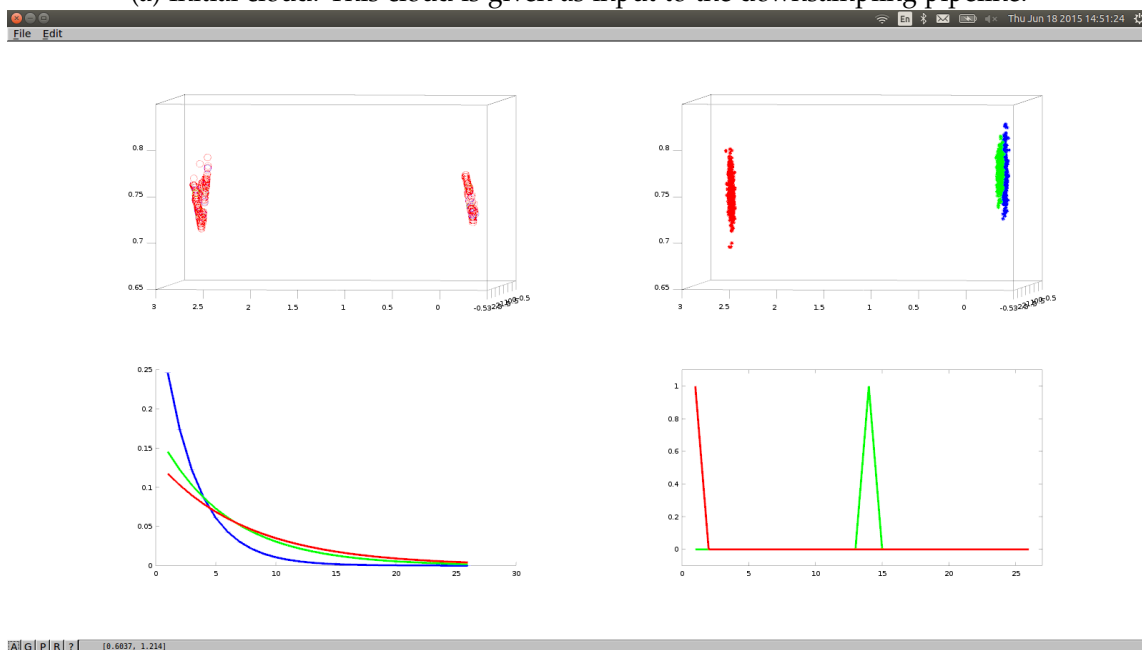 (a) Initial cloud. This cloud is given as input to the downsampling pipeline.
En Thu Jun 18 2015 14:51:24
File Edit
0.8
0.75
0.7
0.65
3 2.5 2 1.5 1 0.5 0 -0.5
0.8
0.75
0.7
0.65
3 2.5 2 1.5 1 0.5 0 -0.5
0.25
0.2
0.15
0.1
0.05
0
0 5 10 15 20 25 30
1
0.8
0.6
0.4
0.2
0
0 5 10 15 20 25
A G P R ? [0.6037, 1.214]